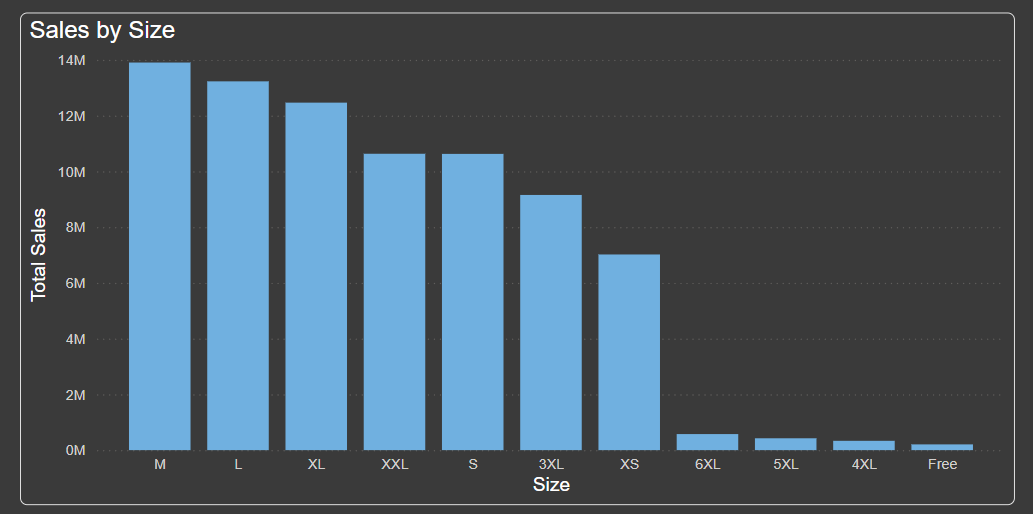 Sales by Size
14M
12M
10M
8M
6M
4M
2M
0M
Total Sales
M L XL XXL S 3XL XS 6XL 5XL 4XL Free
Size